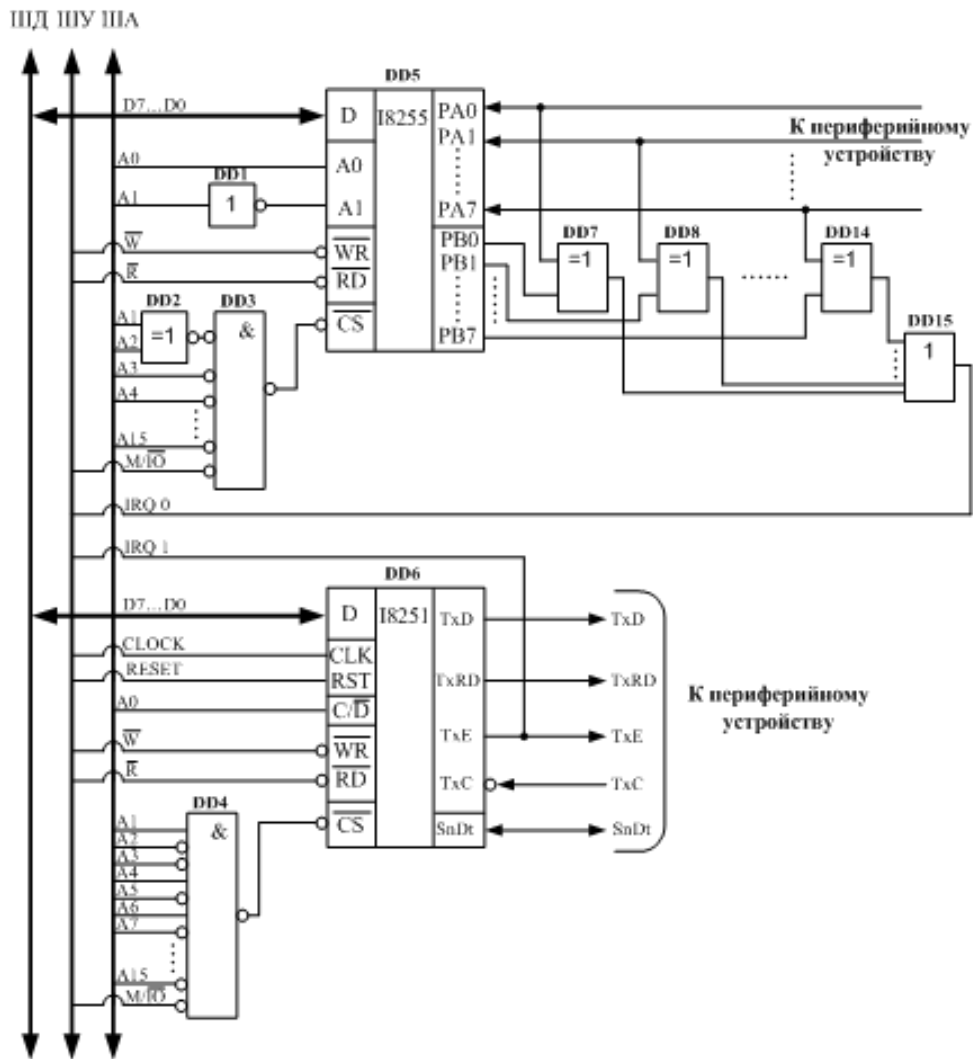 ШД ШУ ША
DD5
D7...D0
D
I8255
PA0
К периферийному
устройству
PA1
A0
A0
DD1
A1
1
A1
PA7
W
WR
PB0
DD7
DD8
DD14
R
RD
PB1
=1
=1
=1
DD2
DD3
A1
=1
&
CS
A2
PB7
DD15
A3
1
A4
A15
M/IO
IRQ 0
IRQ 1
DD6
D7...D0
D
I8251
TxD
TxD
CLOCK
CLK
RESET
RST
TxRD
TxRD
К периферийному
устройству
A0
C/D
W
WR
TxE
TxE
R
RD
TxC
TxC
DD4
CS
SnDt
SnDt
A1
&
A2
A3
A4
A5
A6
A7
A15
M/IO